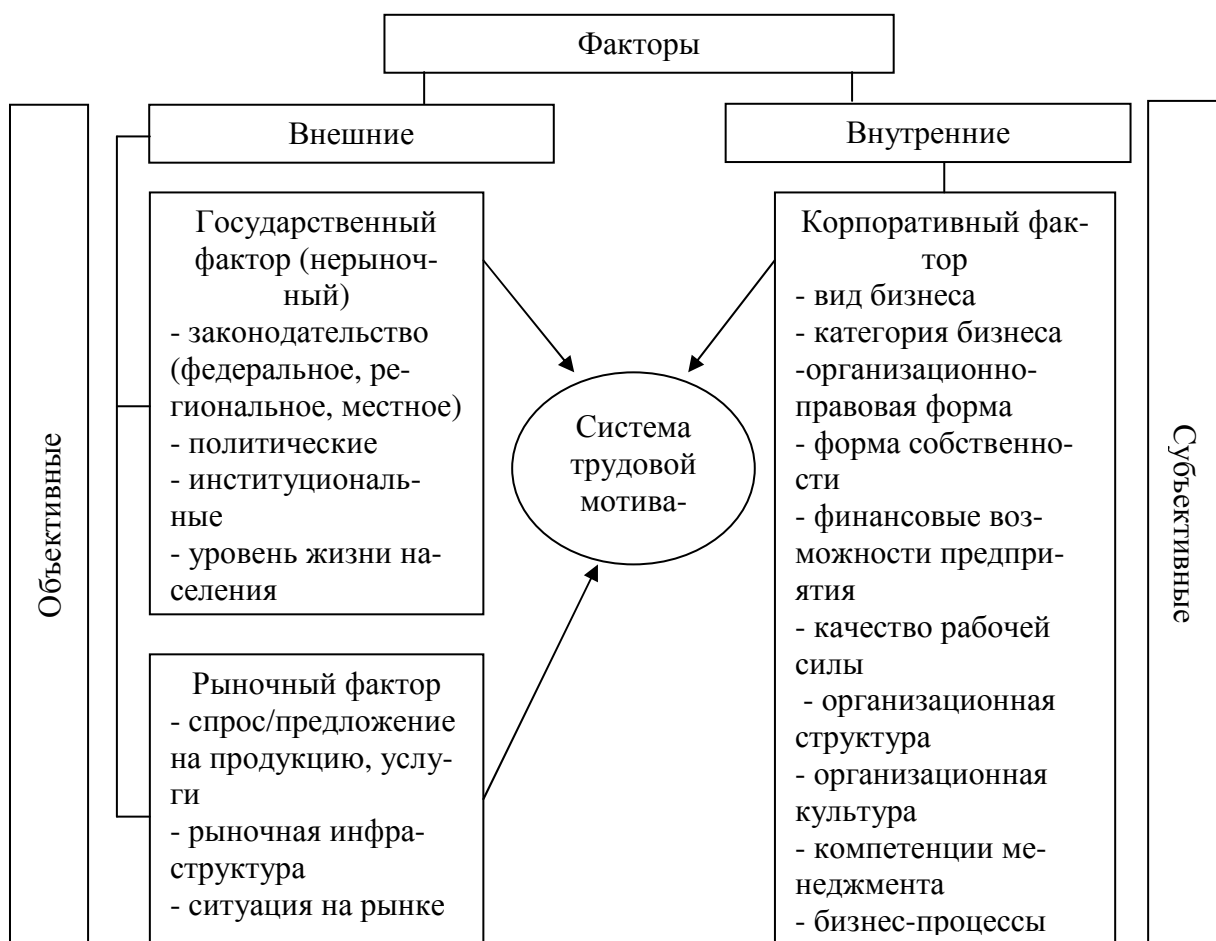 Факторы
Внешние
Внутренние
Объективные
Государственный
фактор (нерыноч-
ный)
- законодательство
(федеральное, ре-
гиональное, местное)
- политические
- институциональ-
ные
- уровень жизни на-
селения
Рыночный фактор
- спрос/предложение
на продукцию, услу-
ги
- рыночная инфра-
структура
- ситуация на рынке
Система
трудовой
мотива-
Корпоративный фак-
тор
- вид бизнеса
- категория бизнеса
-организационно-
правовая форма
- форма собственно-
сти
- финансовые воз-
можности предпри-
ятия
- качество рабочей
силы
- организационная
структура
- организационная
культура
- компетенции ме-
неджмента
- бизнес-процессы
Субъективные